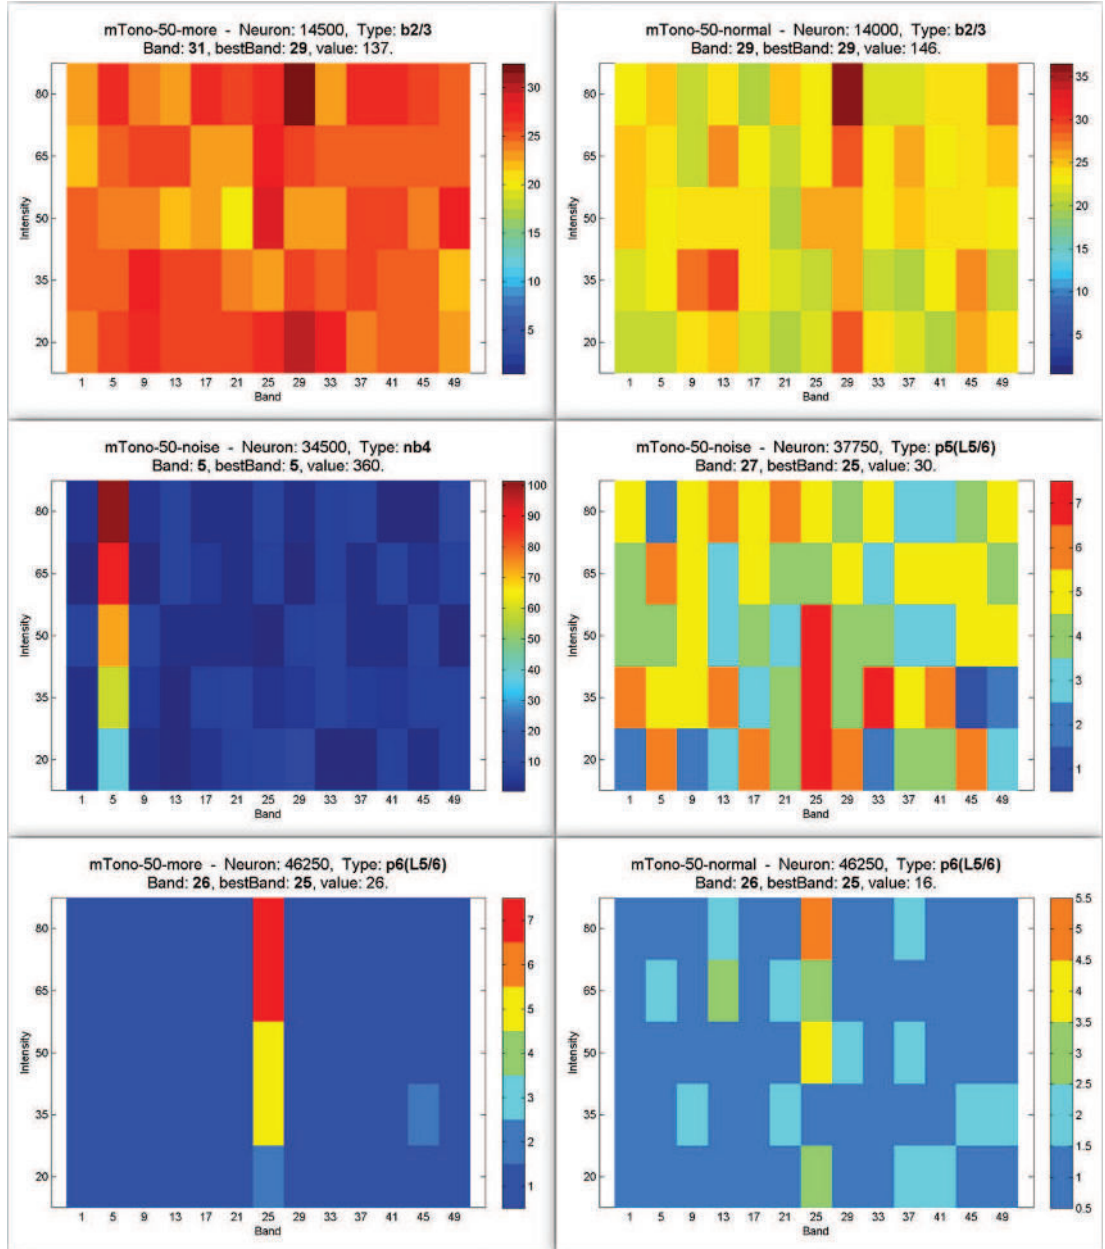 mTono-50-more - Neuron: 14500, Type: b2/3
Band: 31, bestBand: 29, value: 137.
80
65
50
35
20
Intensity
1 5 9 13 17 21 25 29 33 37 41 45 49
Band
30
25
20
15
10
5
mTono-50-normal - Neuron: 14000, Type: b2/3
Band: 29, bestBand: 29, value: 146.
80
65
50
35
20
Intensity
1 5 9 13 17 21 25 29 33 37 41 45 49
Band
35
30
25
20
15
10
5
mTono-50-noise - Neuron: 34500, Type: nb4
Band: 5, bestBand: 5, value: 360.
80
65
50
35
20
Intensity
1 5 9 13 17 21 25 29 33 37 41 45 49
Band
100
90
80
70
60
50
40
30
20
10
mTono-50-noise - Neuron: 37750, Type: p5(L5/6)
Band: 27, bestBand: 25, value: 30.
80
65
50
35
20
Intensity
1 5 9 13 17 21 25 29 33 37 41 45 49
Band
7
6
5
4
3
2
1
mTono-50-more - Neuron: 46250, Type: p6(L5/6)
Band: 26, bestBand: 25, value: 26.
80
65
50
35
20
Intensity
1 5 9 13 17 21 25 29 33 37 41 45 49
Band
7
6
5
4
3
2
1
mTono-50-normal - Neuron: 46250, Type: p6(L5/6)
Band: 26, bestBand: 25, value: 16.
80
65
50
35
20
Intensity
1 5 9 13 17 21 25 29 33 37 41 45 49
Band
5.5
5
4.5
4
3.5
3
2.5
2
1.5
1
0.5